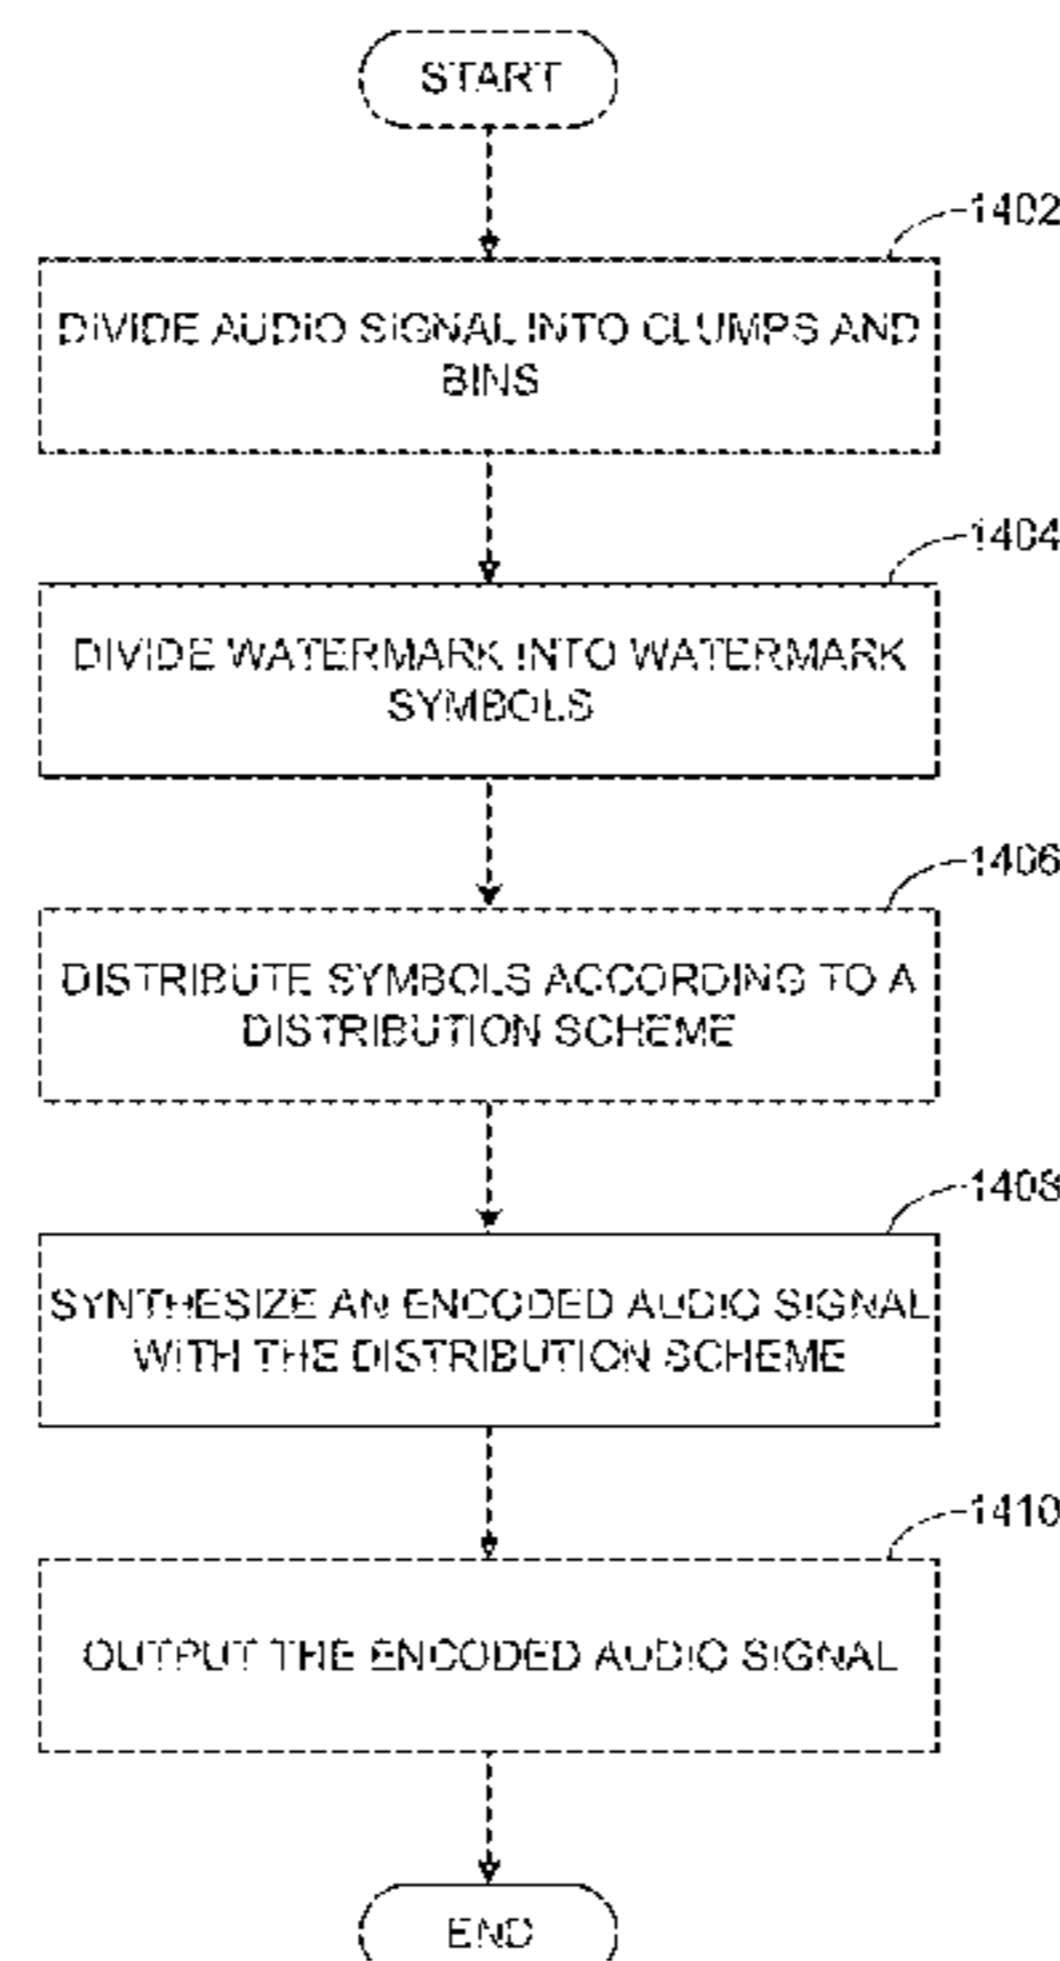 START
1402
DIVIDE AUDIO SIGNAL INTO CLUMPS AND
BINS
1404
DIVIDE WATERMARK INTO WATERMARK
SYMBOLS
1406
DISTRIBUTE SYMBOLS ACCORDING TO A
DISTRIBUTION SCHEME
1408
SYNTHESIZE AN ENCODED AUDIO SIGNAL
WITH THE DISTRIBUTION SCHEME
1410
OUTPUT THE ENCODED AUDIO SIGNAL
END